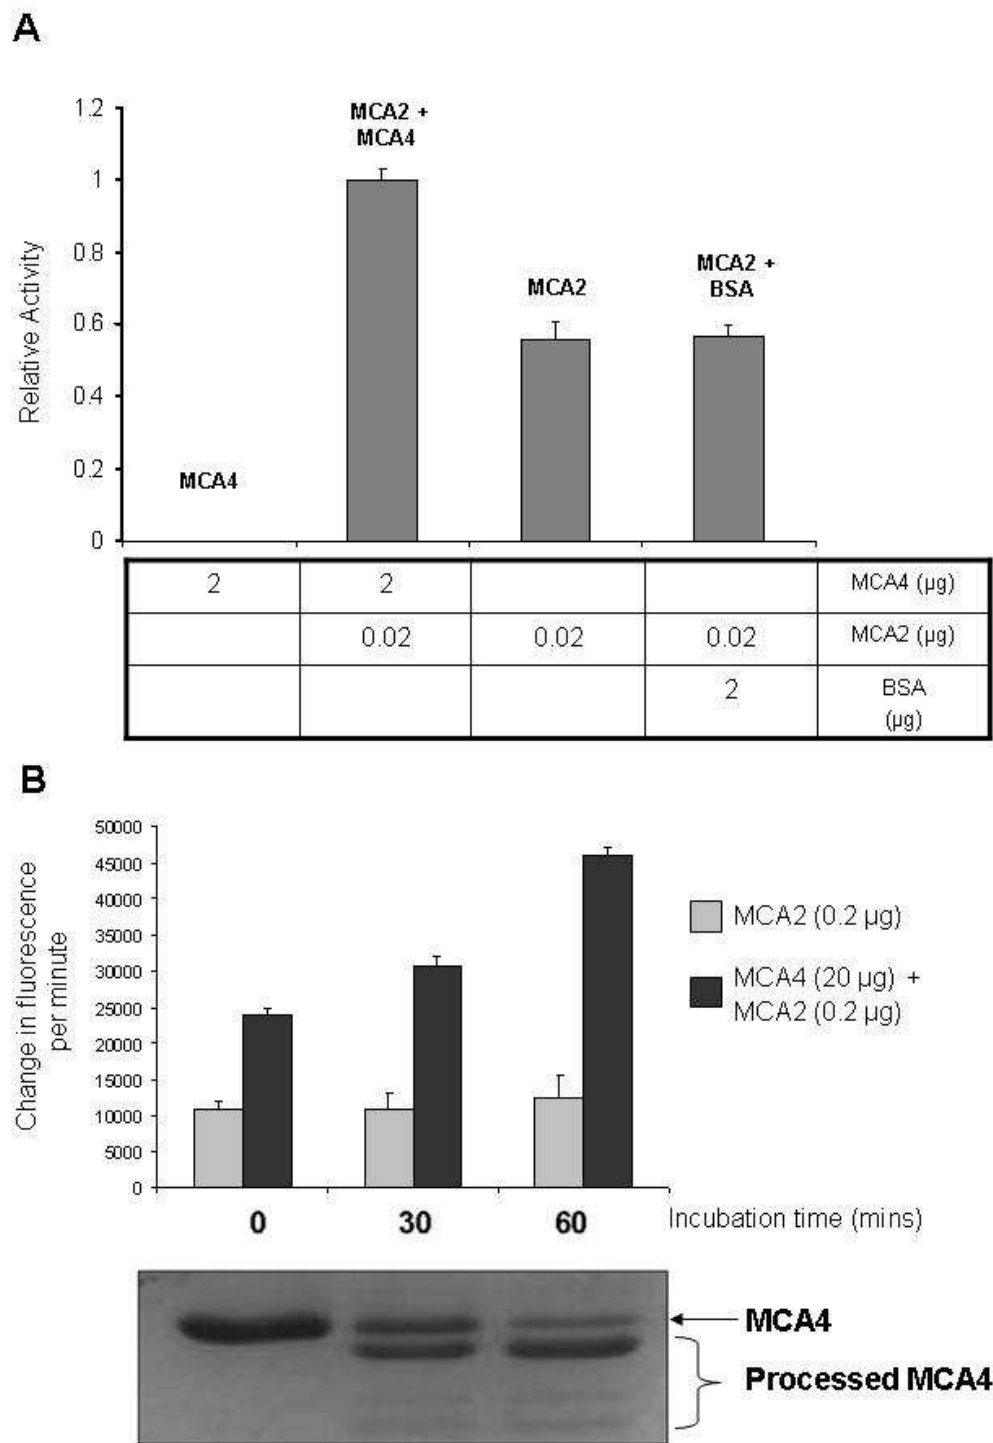 A
1.2
1
0.8
0.6
0.4
0.2
0
Relative Activity
MCA4
MCA2 +
MCA4
MCA2
MCA2 +
BSA
2 2 MCA4 (µg)
0.02 0.02 0.02 MCA2 (µg)
2 BSA
(µg)
B
50000
45000
40000
35000
30000
25000
20000
15000
10000
5000
0
Change in fluorescence
per minute
MCA2 (0.2 µg)
MCA4 (20 µg) +
MCA2 (0.2 µg)
0 30 60 Incubation time (mins)
MCA4
Processed MCA4